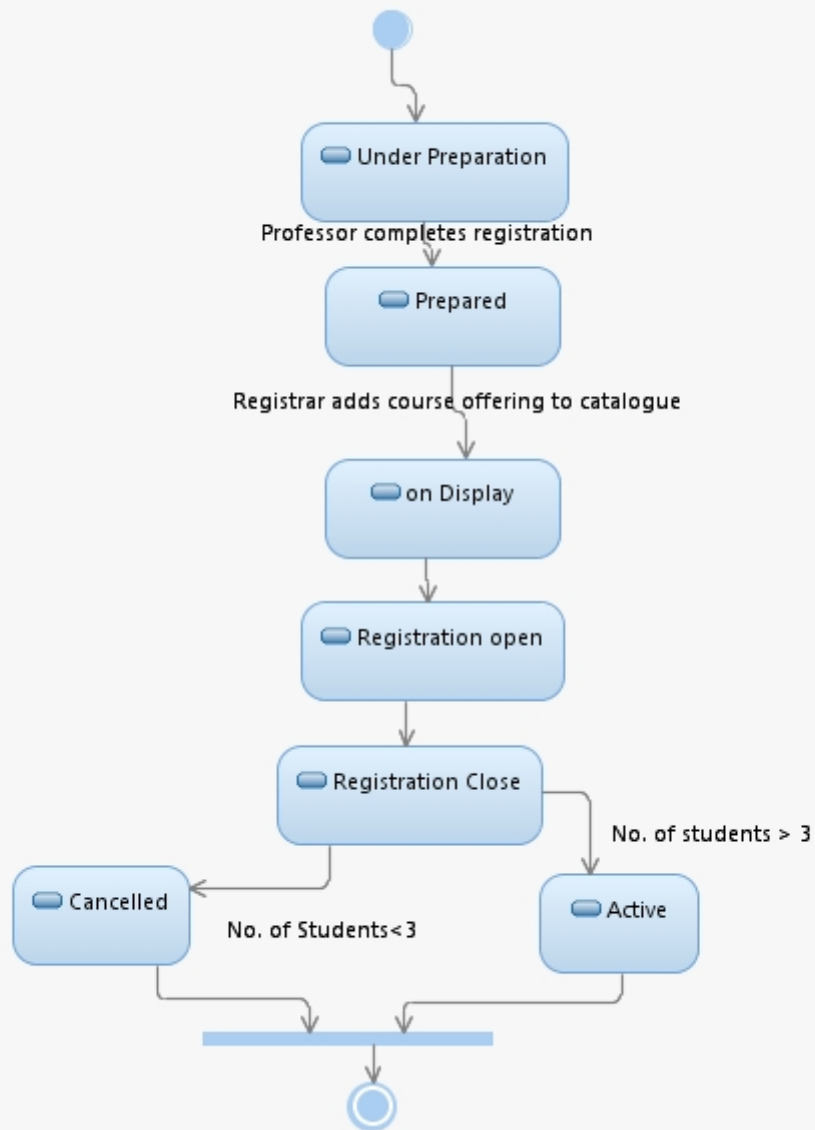 Under Preparation
Professor completes registration
Prepared
Registrar adds course offering to catalogue
on Display
Registration open
Registration Close
No. of students > 3
Cancelled
Active
No. of Students<3